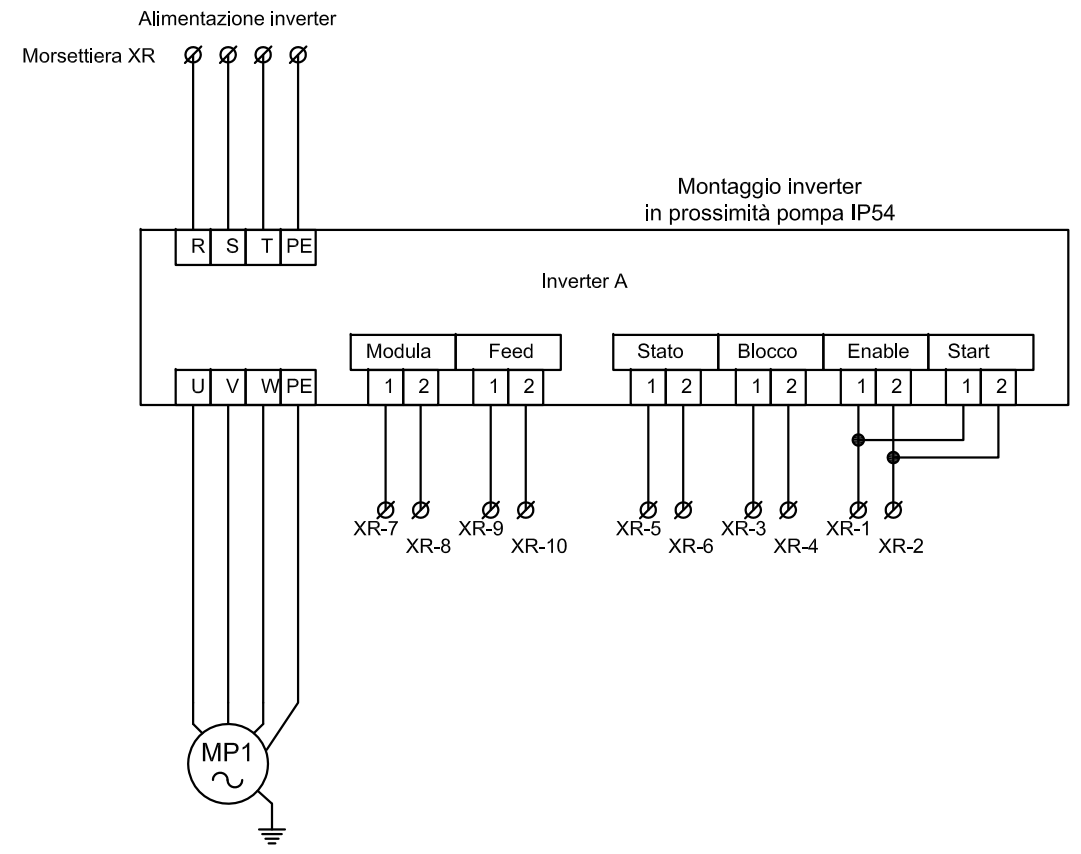 Alimentazione inverter
Morsettiera XR
Montaggio inverter
in prossimità pompa IP54
R S T PE
Inverter A
Modula Feed Stato Blocco Enable Start
U V W PE 1 2 1 2 1 2 1 2 1 2 1 2
XR-7 XR-9 XR-5 XR-3 XR-1
XR-8 XR-10 XR-6 XR-4 XR-2
MP1